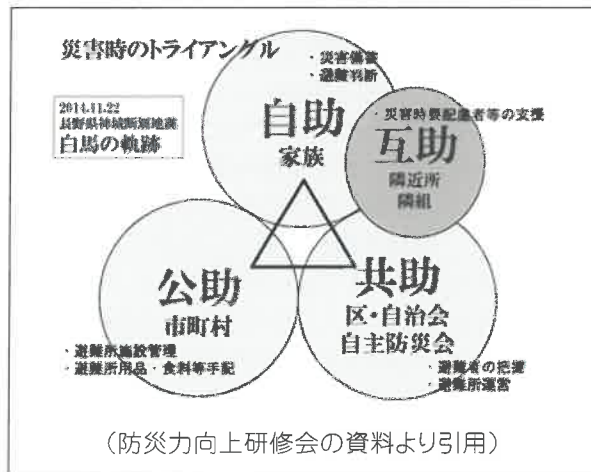 災害時のトライアングル
2014.11.22
長野県神城断層地震
白馬の軌跡
・災害備蓄
・避難判断
自助
家族
・災害時要配慮者等の支援
互助
隣近所
隣組
公助
市町村
・避難所施設管理
・避難所用品・食料等手配
共助
区・自治会
自主防災会
・避難者の把握
・避難所運営
(防災力向上研修会の資料より引用)